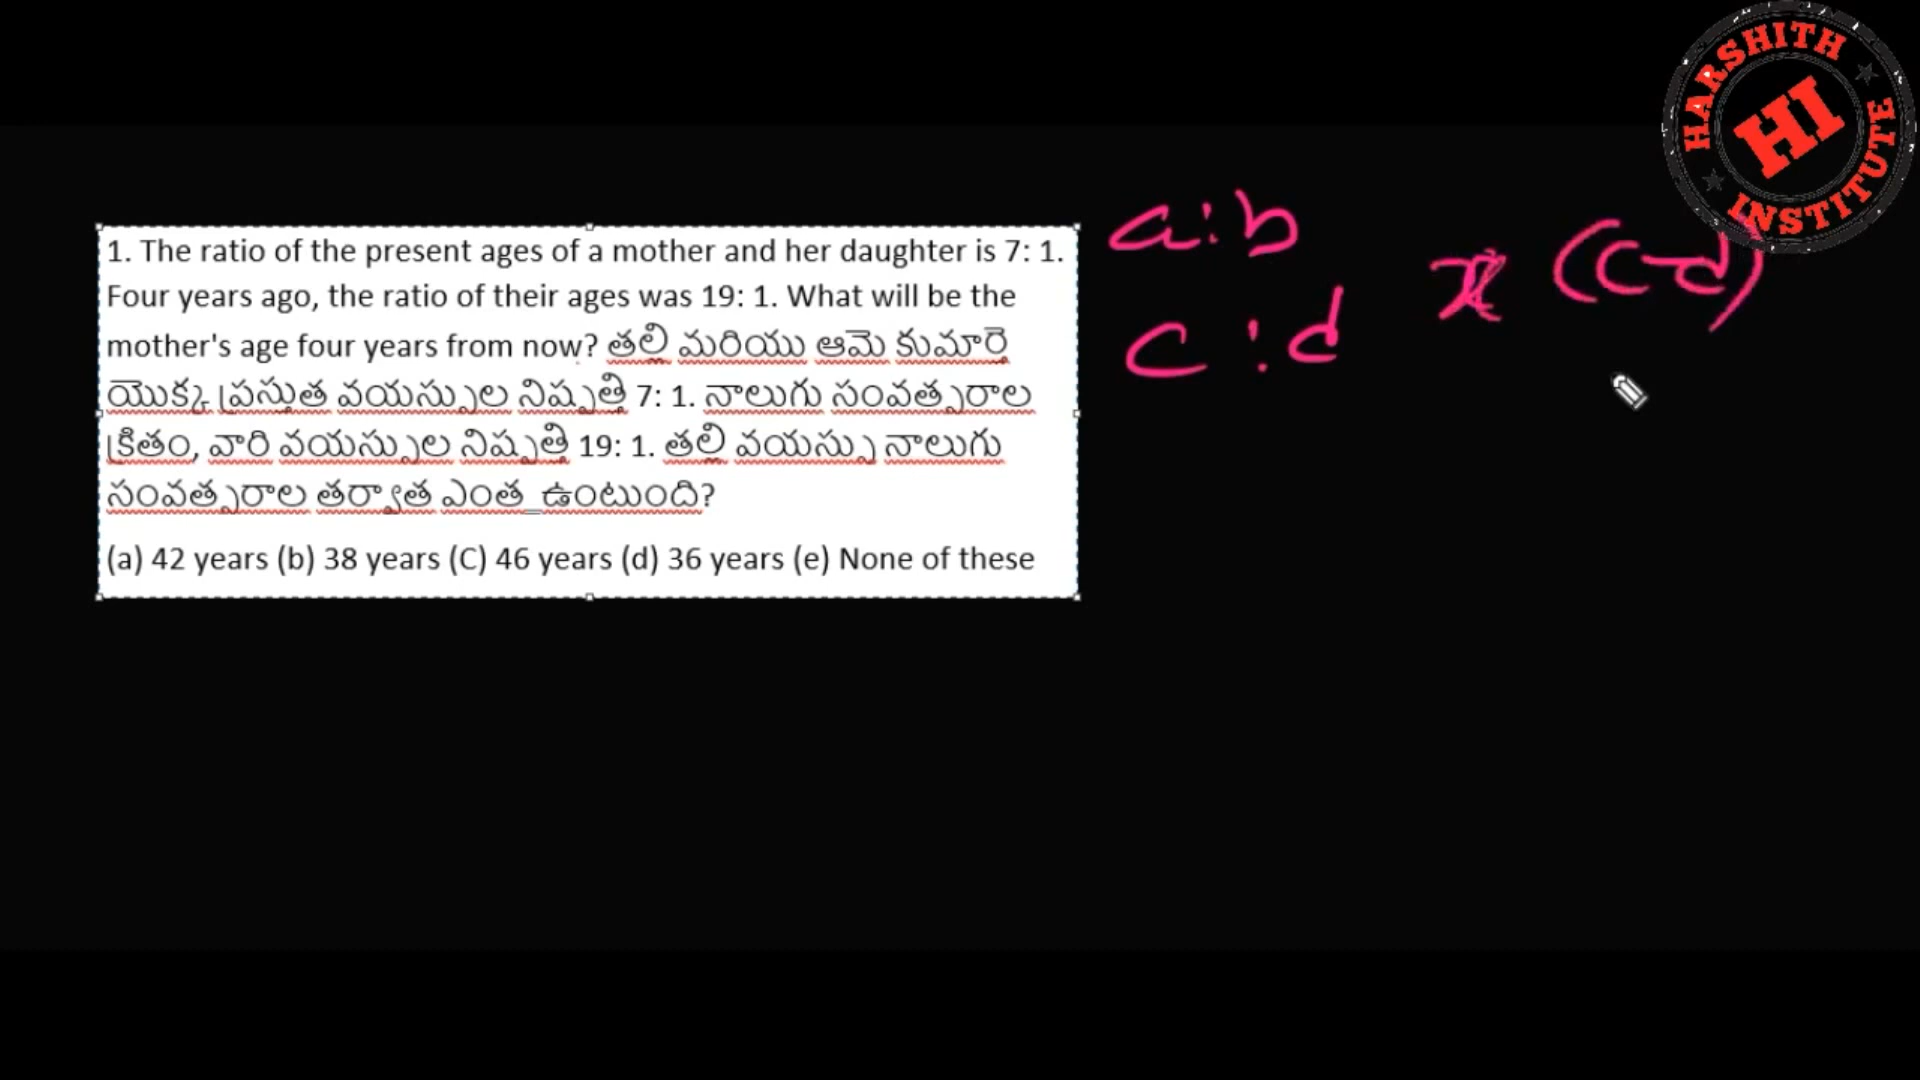 1. The ratio of the present ages of a mother and her daughter is 7: 1.
Four years ago, the ratio of their ages was 19: 1. What will be the
mother's age four years from now? తల్లి మరియు ఆమె కుమార్తె
యొక్క ప్రస్తుత వయస్సుల నిష్పత్తి 7: 1. నాలుగు సంవత్సరాల
క్రితం, వారి వయస్సుల నిష్పత్తి 19: 1. తల్లి వయస్సు నాలుగు
సంవత్సరాల తర్వాత ఎంత ఉంటుంది?
(a) 42 years (b) 38 years (C) 46 years (d) 36 years (e) None of these
a:b
c:d
x (c-d)
HARSHITH
HI
INSTITUTE